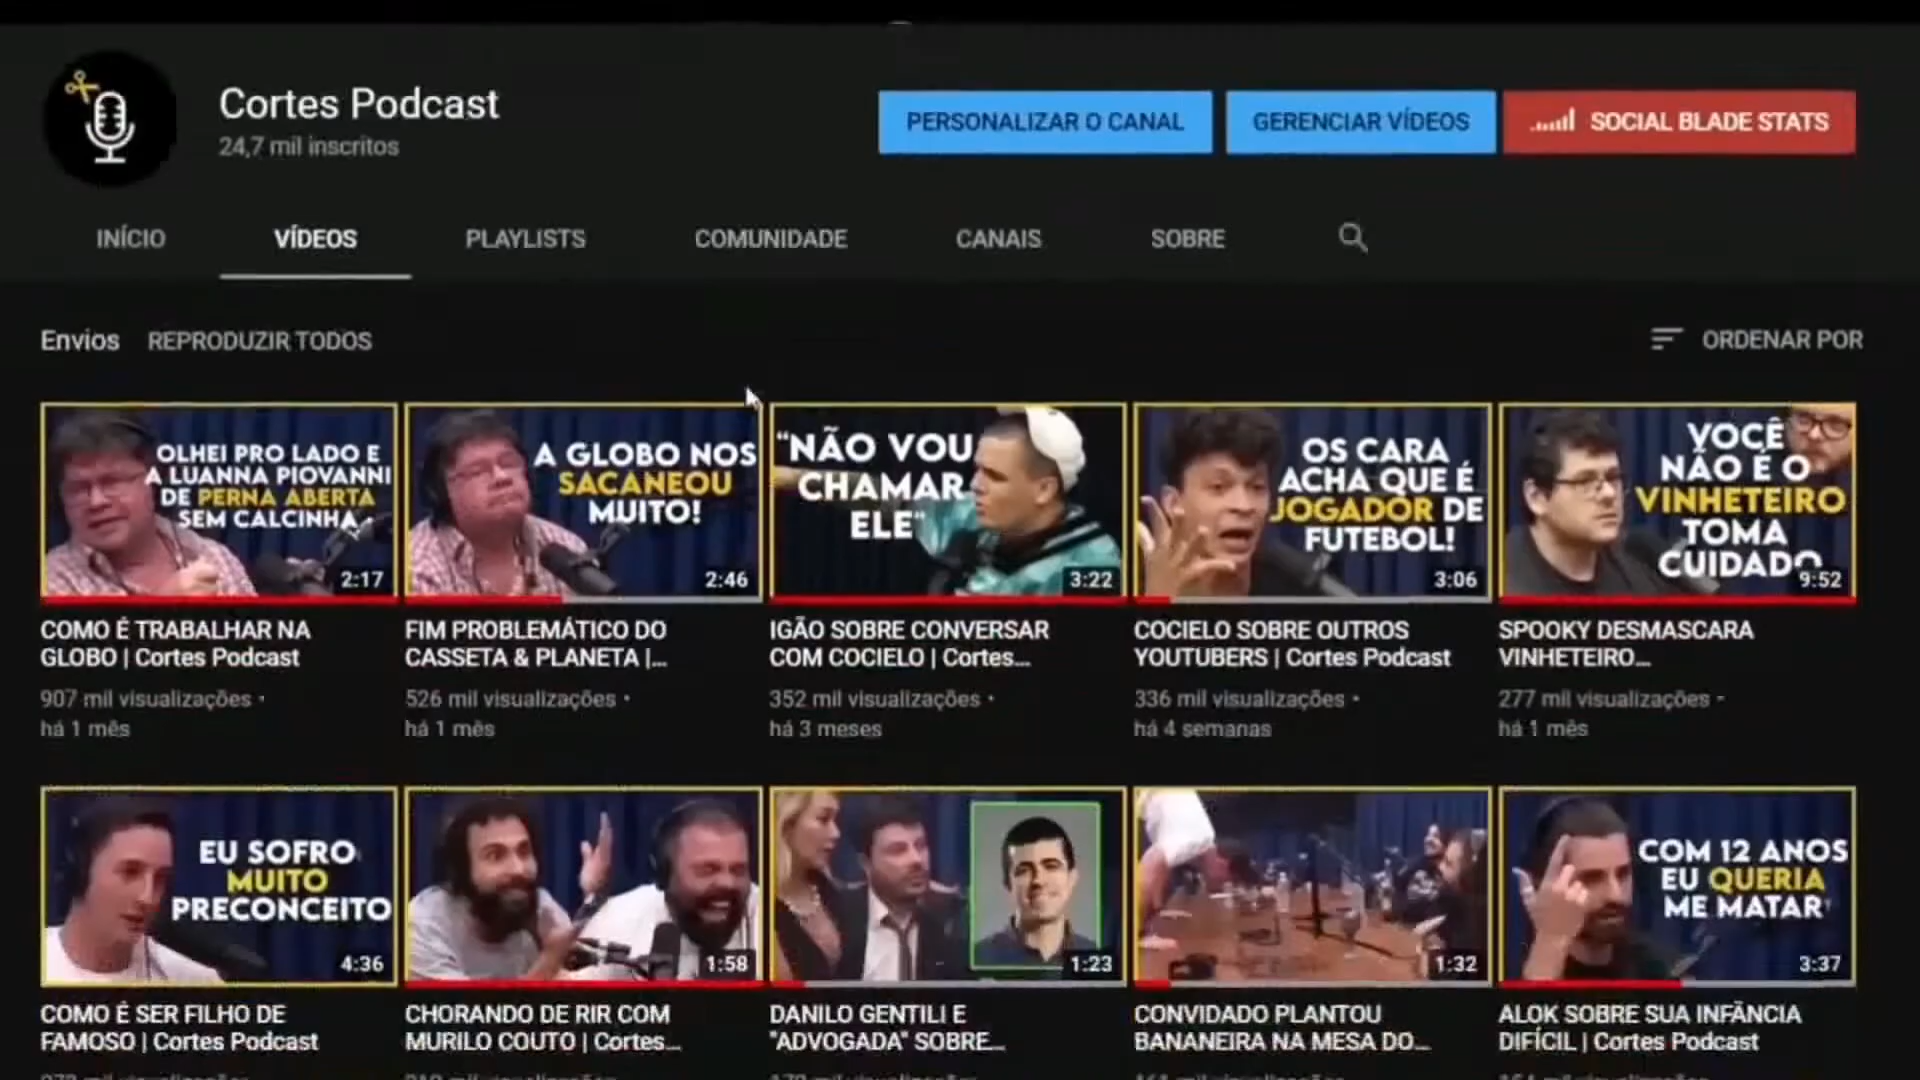 Cortes Podcast
24,7 mil inscritos
PERSONALIZAR O CANAL
GERENCIAR VÍDEOS
SOCIAL BLADE STATS
INÍCIO
VÍDEOS
PLAYLISTS
COMUNIDADE
CANAIS
SOBRE
Envios
REPRODUZIR TODOS
ORDENAR POR
OLHEI PRO LADO E
A LUANNA PIOVANNI
DE PERNA ABERTA
SEM CALCINHA
2:17
A GLOBO NOS
SACANEOU
MUITO!
2:46
"NÃO VOU
CHAMAR
ELE"
3:22
OS CARA
ACHA QUE É
JOGADOR DE
FUTEBOL!
3:06
VOCÊ
NÃO É O
VINHETEIRO
TOMA
CUIDADO
9:52
COMO É TRABALHAR NA
GLOBO | Cortes Podcast
907 mil visualizações •
há 1 mês
FIM PROBLEMÁTICO DO
CASSETA & PLANETA |...
526 mil visualizações •
há 1 mês
IGÃO SOBRE CONVERSAR
COM COCIELO | Cortes...
352 mil visualizações •
há 3 meses
COCIELO SOBRE OUTROS
YOUTUBERS | Cortes Podcast
336 mil visualizações •
há 4 semanas
SPOOKY DESMASCARA
VINHETEIRO...
277 mil visualizações •
há 1 mês
EU SOFRO
MUITO
PRECONCEITO
4:36
1:58
1:23
1:32
COM 12 ANOS
EU QUERIA
ME MATAR
3:37
COMO É SER FILHO DE
FAMOSO | Cortes Podcast
CHORANDO DE RIR COM
MURILO COUTO | Cortes...
DANILO GENTILI E
"ADVOGADA" SOBRE...
CONVIDADO PLANTOU
BANANEIRA NA MESA DO...
ALOK SOBRE SUA INFÂNCIA
DIFÍCIL | Cortes Podcast